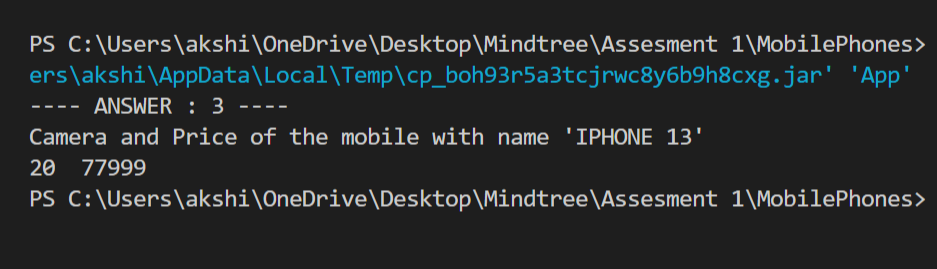 PS C:\Users\akshi\OneDrive\Desktop\Mindtree\Assesment 1\MobilePhones>
ers\akshi\AppData\Local\Temp\cp_boh93r5a3tcjrwc8y6b9h8cxg.jar' 'App'
---- ANSWER : 3 ----
Camera and Price of the mobile with name 'IPHONE 13'
20  77999
PS C:\Users\akshi\OneDrive\Desktop\Mindtree\Assesment 1\MobilePhones>